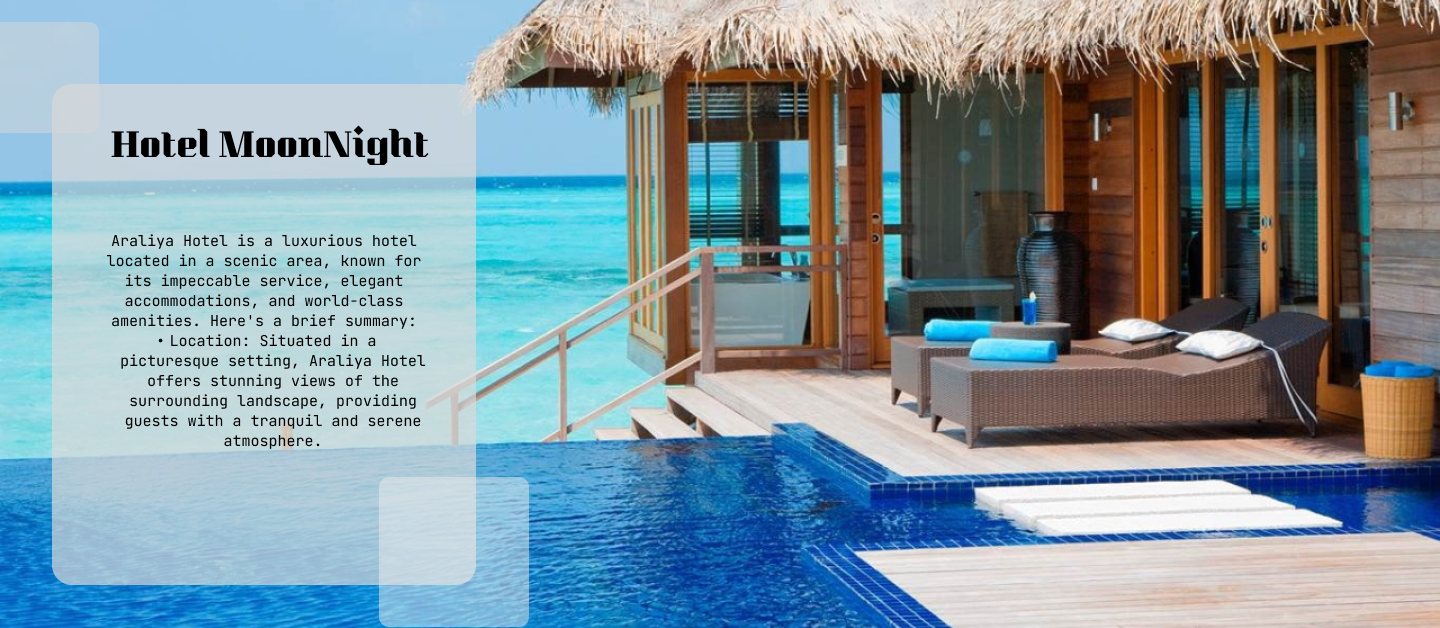 Hotel MoonNight
Araliya Hotel is a luxurious hotel
located in a scenic area, known for
its impeccable service, elegant
accommodations, and world-class
amenities. Here's a brief summary:
• Location: Situated in a
picturesque setting, Araliya Hotel
offers stunning views of the
surrounding landscape, providing
guests with a tranquil and serene
atmosphere.